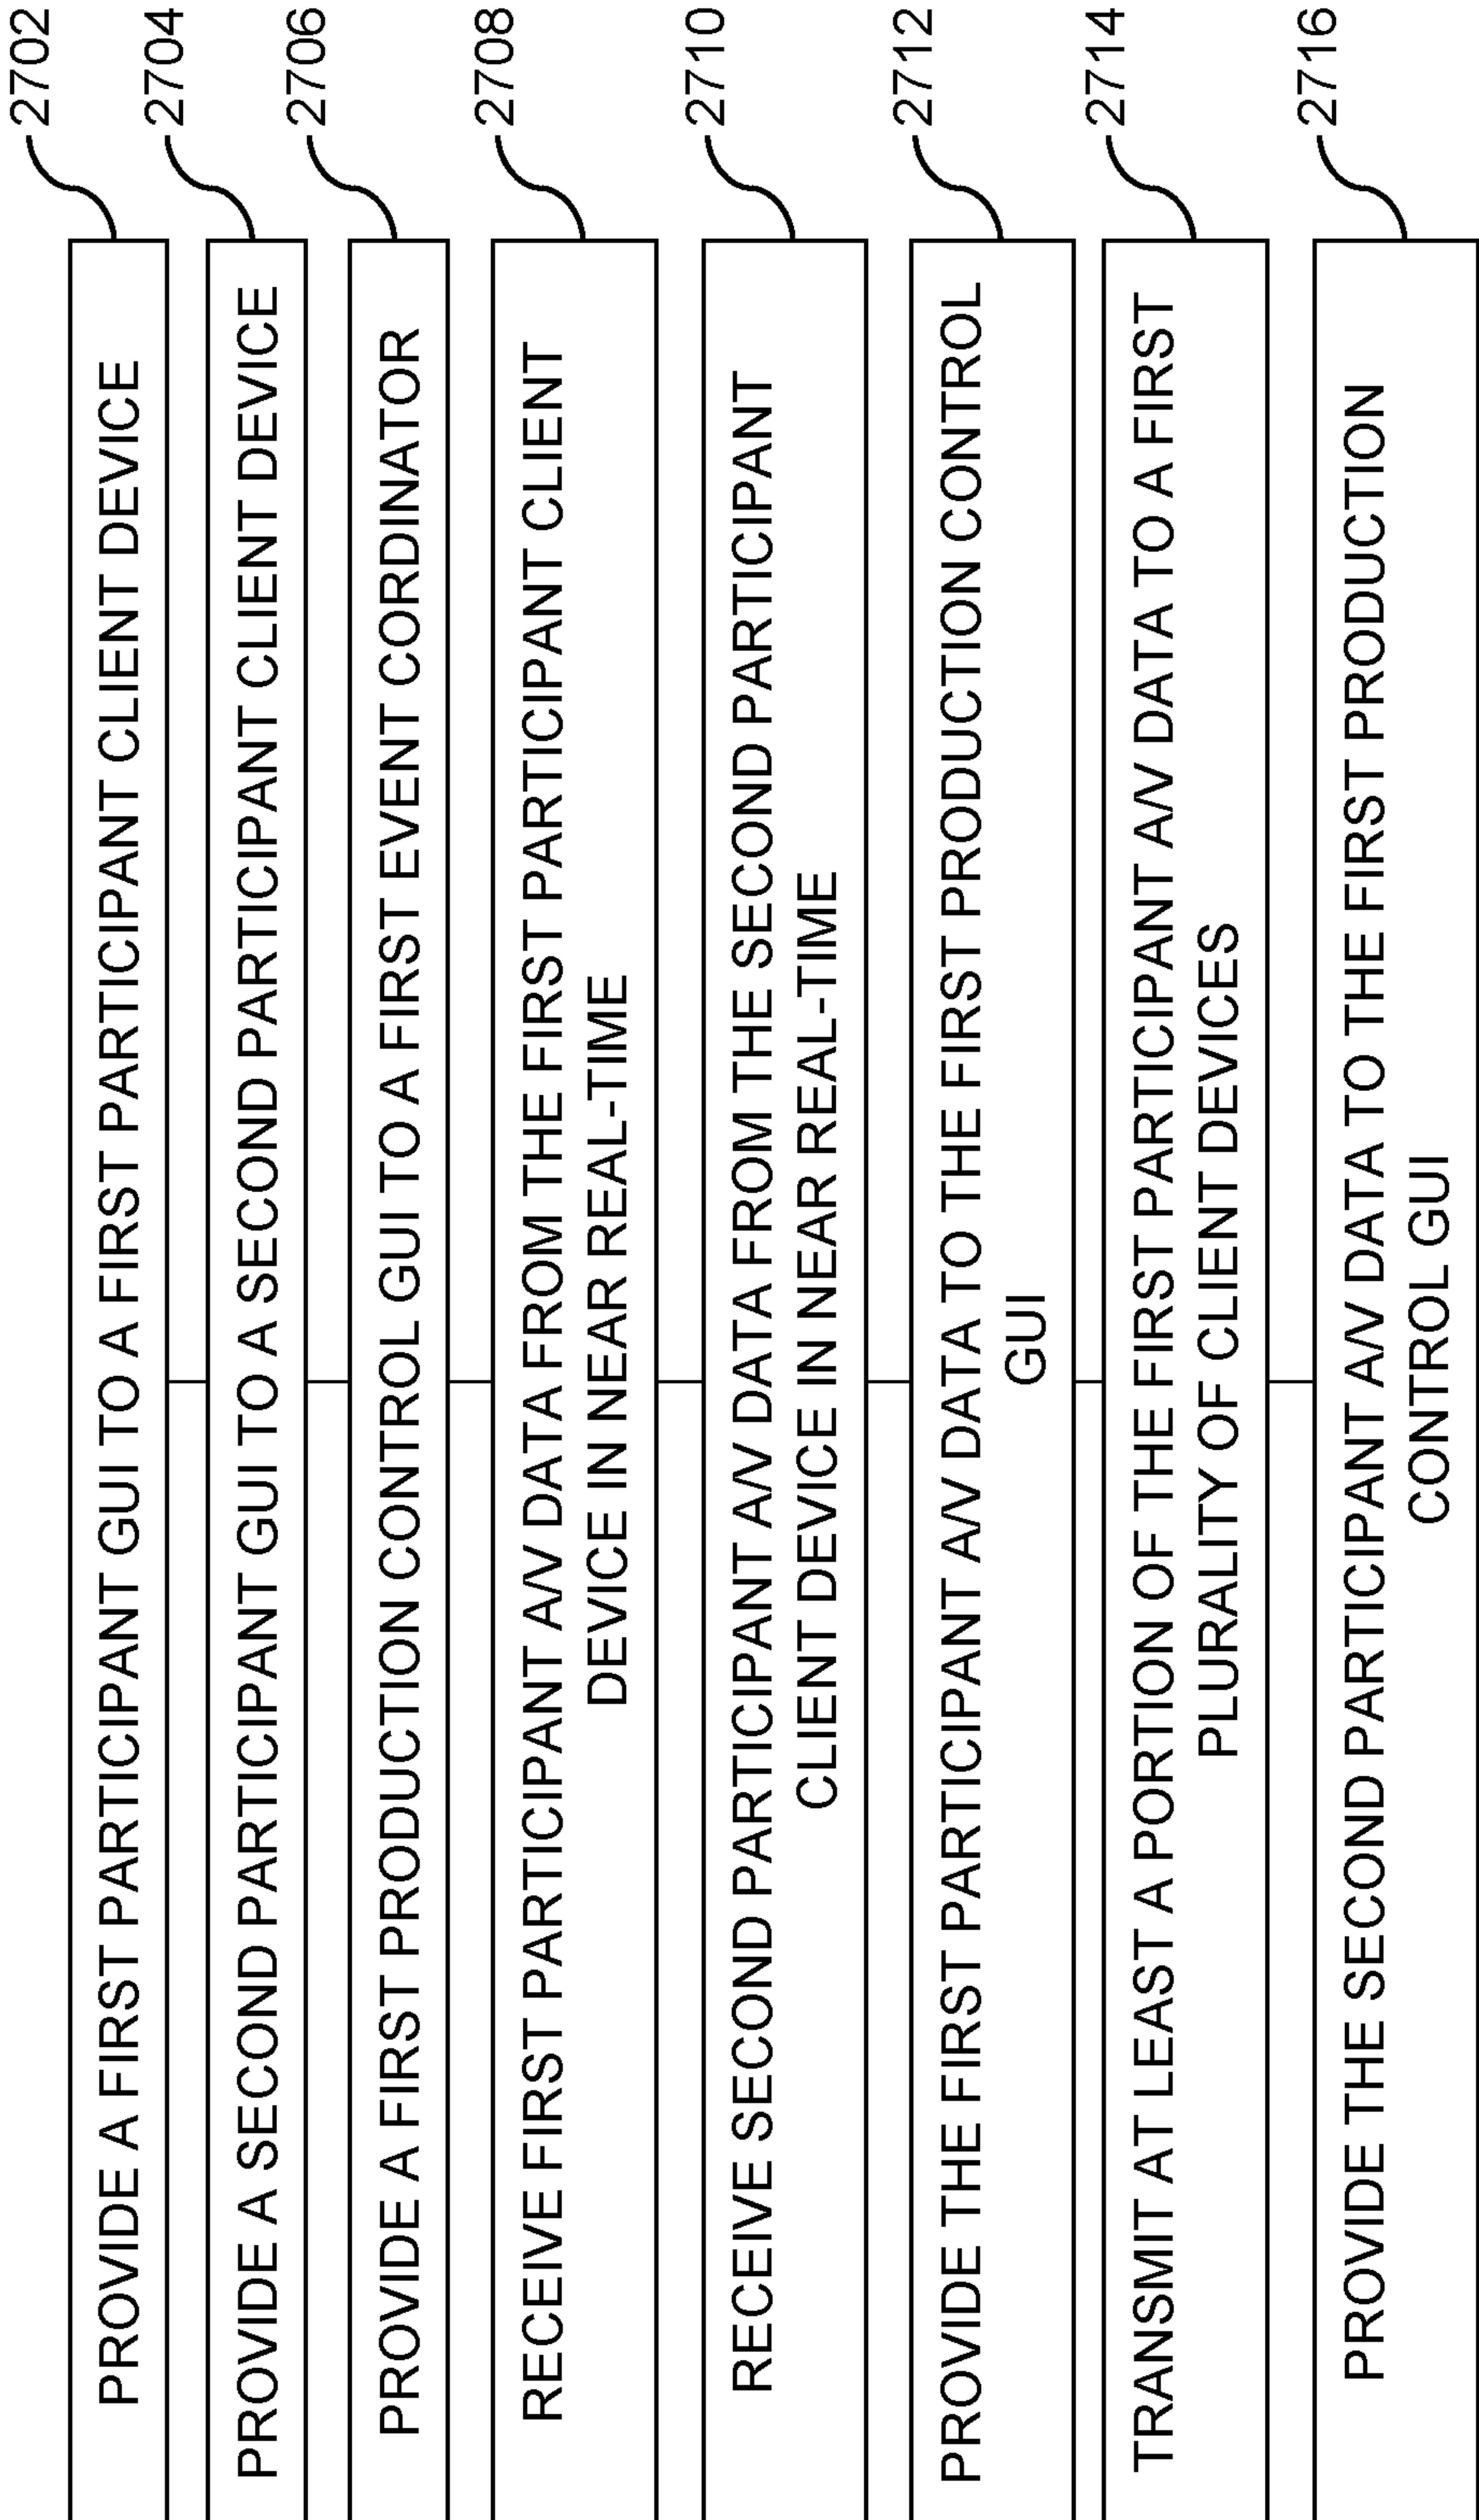 PROVIDE A FIRST PARTICIPANT GUI TO A FIRST PARTICIPANT CLIENT DEVICE
2702
PROVIDE A SECOND PARTICIPANT GUI TO A SECOND PARTICIPANT CLIENT DEVICE
2704
PROVIDE A FIRST PRODUCTION CONTROL GUI TO A FIRST EVENT CORDINATOR
2706
RECEIVE FIRST PARTICIPANT A/V DATA FROM THE FIRST PARTICIPANT CLIENT
DEVICE IN NEAR REAL-TIME
2708
RECEIVE SECOND PARTICIPANT A/V DATA FROM THE SECOND PARTICIPANT
CLIENT DEVICE IN NEAR REAL-TIME
2710
PROVIDE THE FIRST PARTICIPANT A/V DATA TO THE FIRST PRODUCTION CONTROL
GUI
2712
TRANSMIT AT LEAST A PORTION OF THE FIRST PARTICIPANT A/V DATA TO A FIRST
PLURALITY OF CLIENT DEVICES
2714
PROVIDE THE SECOND PARTICIPANT A/V DATA TO THE FIRST PRODUCTION
CONTROL GUI
2716